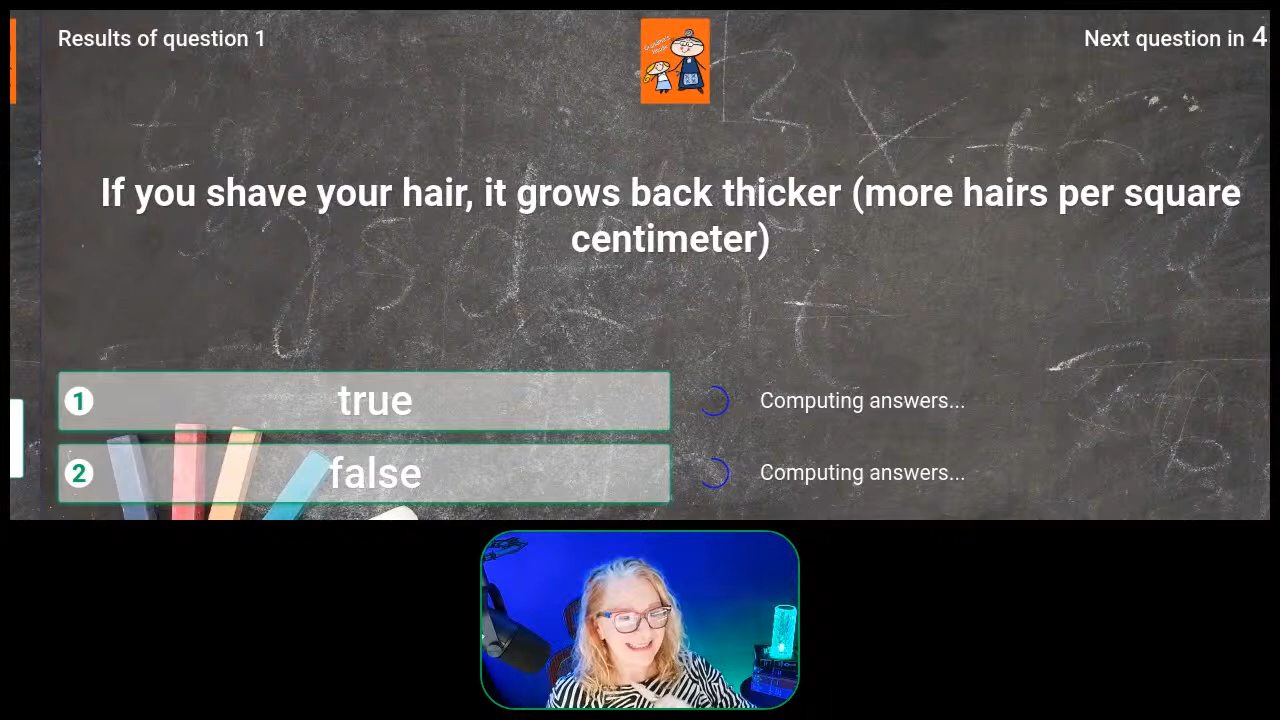 Results of question 1
Next question in 4
If you shave your hair, it grows back thicker (more hairs per square
centimeter)
1 true
Computing answers...
2 false
Computing answers...